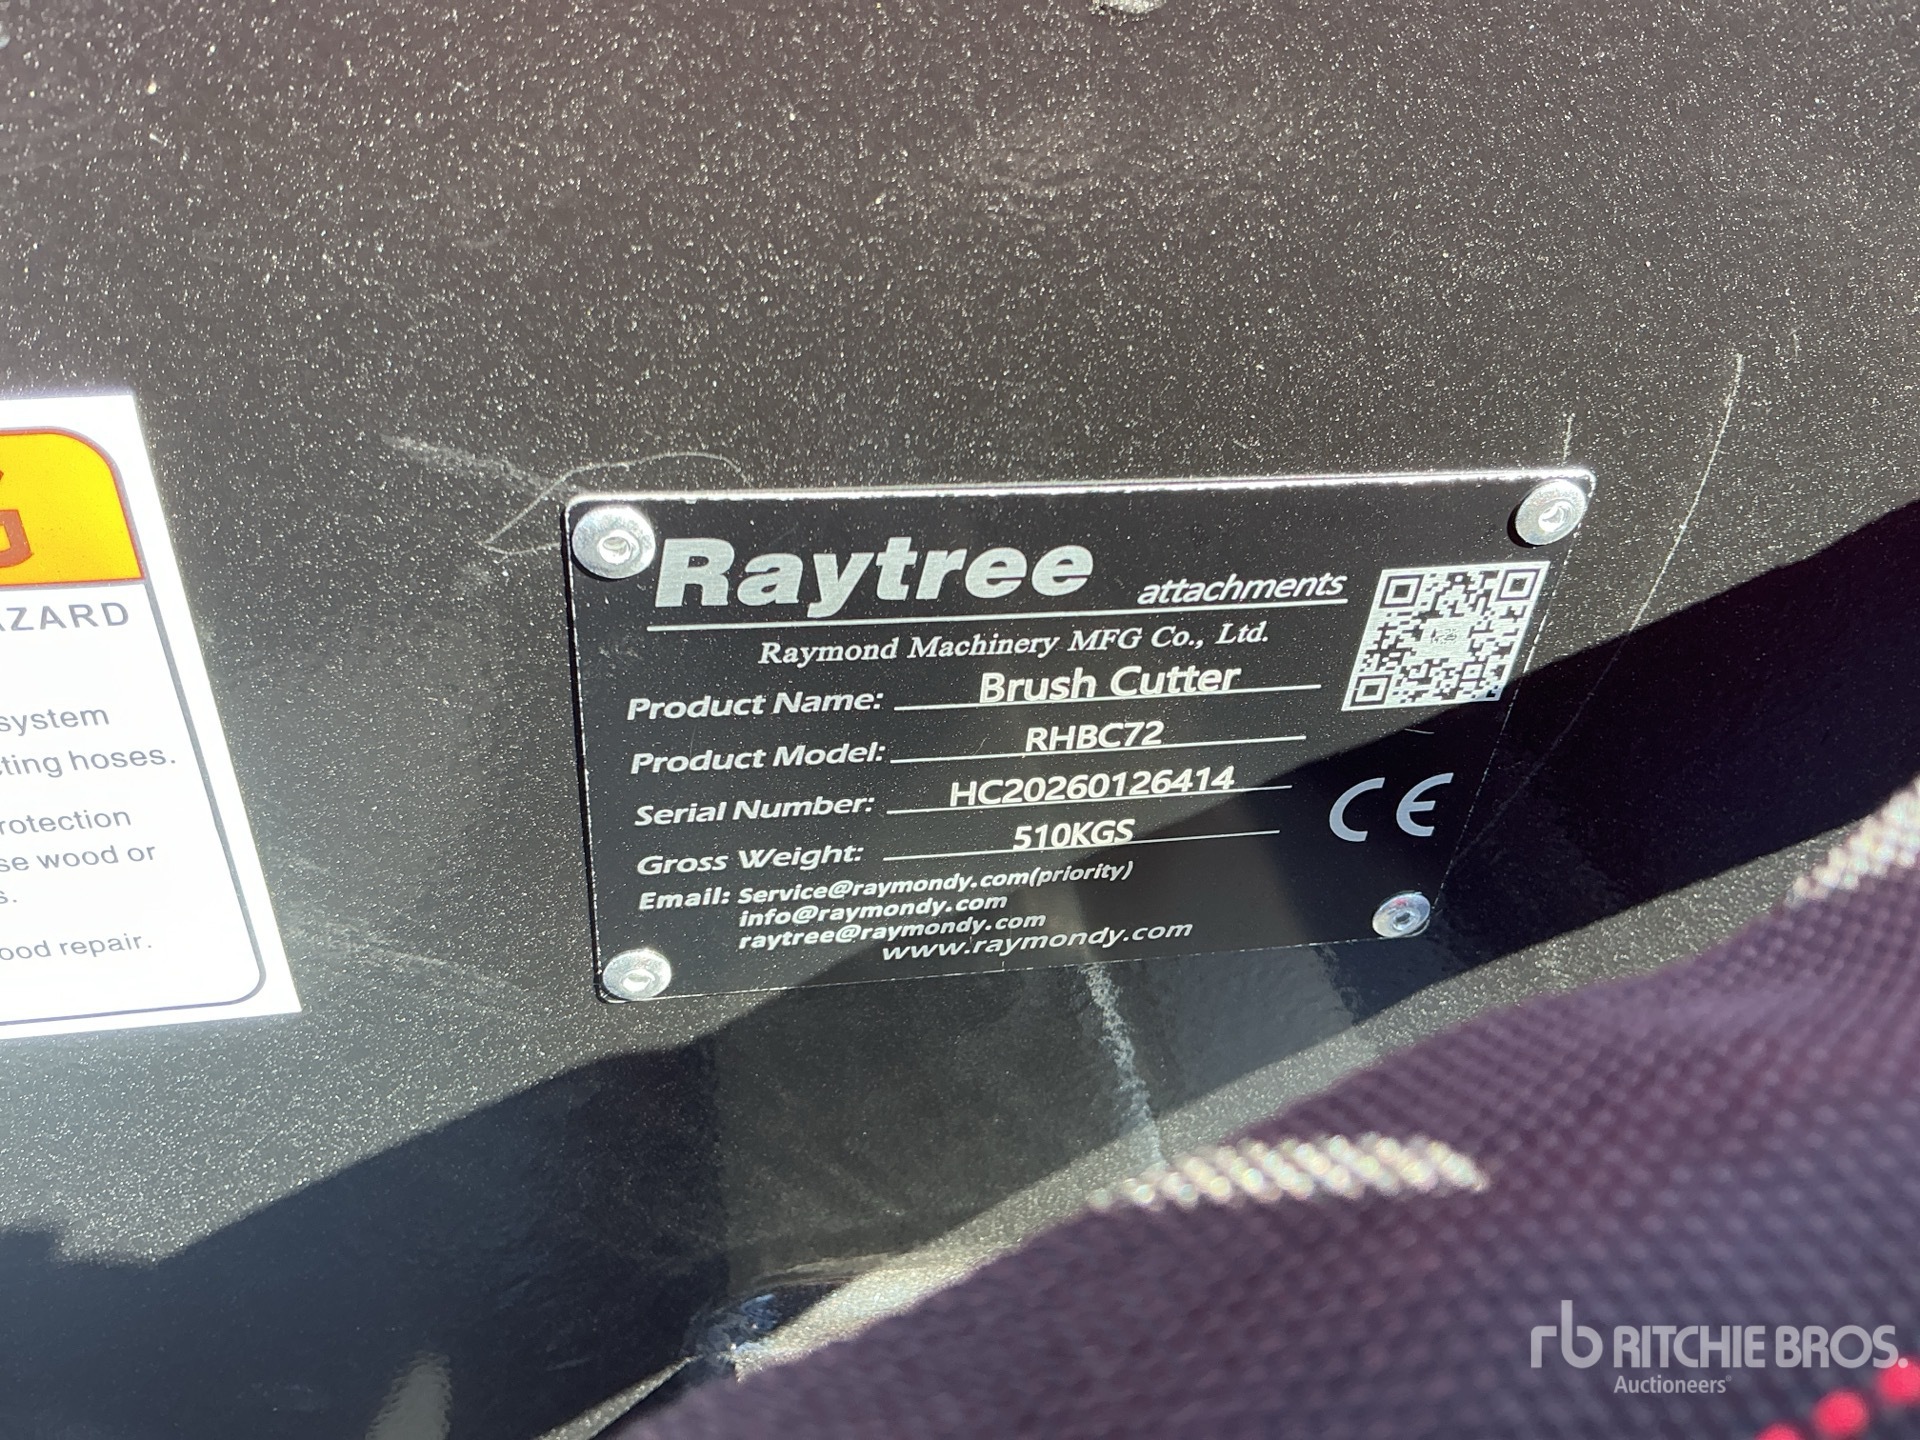 AZARD
system
ting hoses.
rotection
se wood or
s.
ood repair.
Raytree attachments
Raymond Machinery MFG Co., Ltd.
Product Name: Brush Cutter
Product Model: RHBC72
Serial Number: HC20260126414
Gross Weight: 510KGS
CE
Email: Service@raymondy.com(priority)
info@raymondy.com
raytree@raymondy.com
www.raymondy.com
rb RITCHIE BROS.
Auctioneers